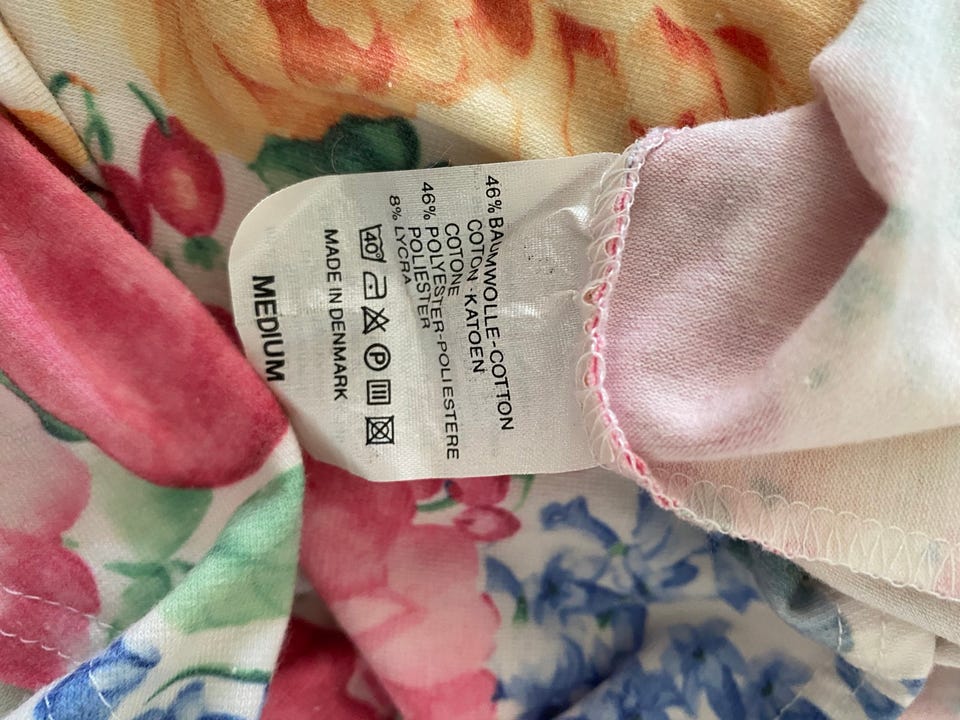 46% BAUMWOLLE-COTTON
COTON-KATOEN
COTONE
46% POLYESTER-POLIESTERE
POLIESTER
8% LYCRA
40 P
MADE IN DENMARK
MEDIUM